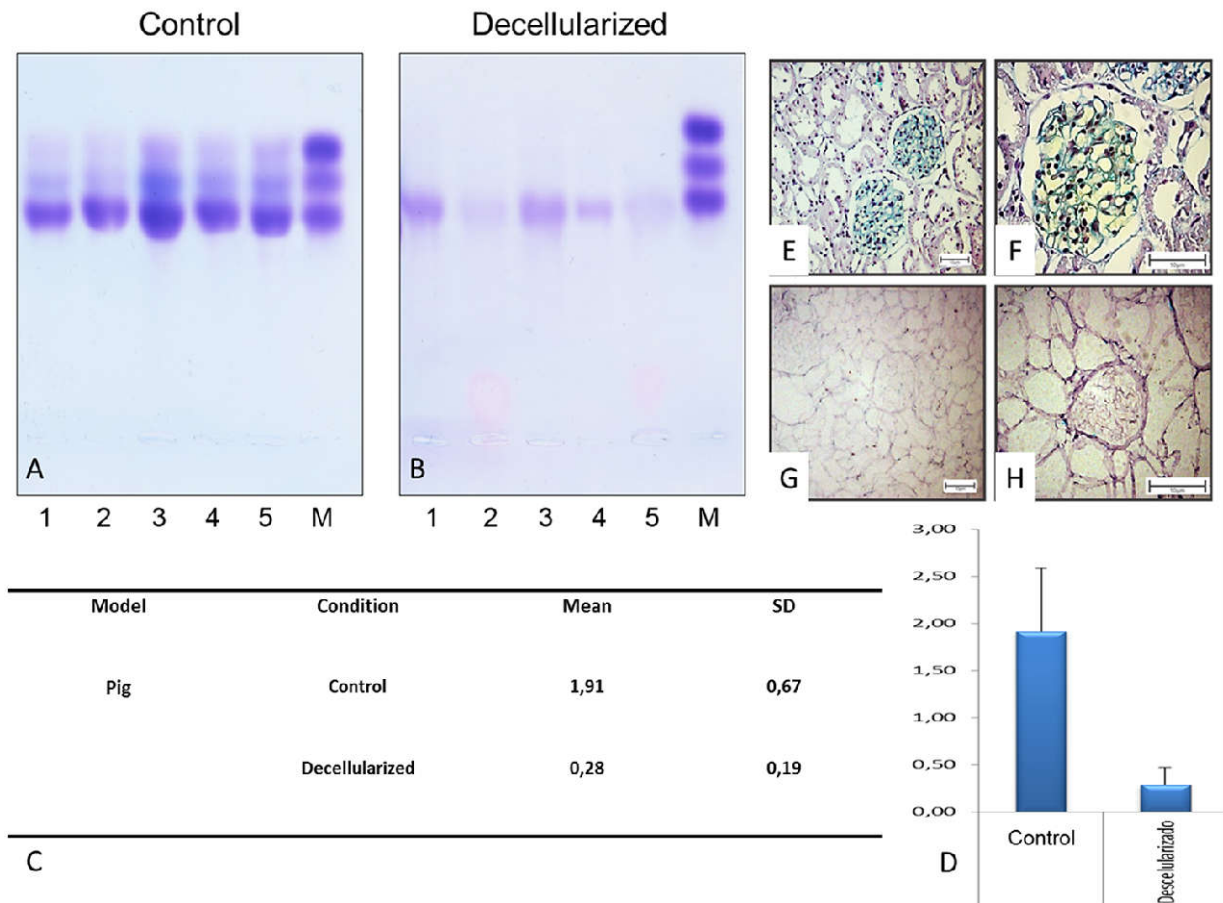 Control
Decellularized
A
1 2 3 4 5 M
B
1 2 3 4 5 M
E
F
G
H
Model Condition Mean SD
Pig Control 1,91 0,67
Decellularized 0,28 0,19
C
3,00
2,50
2,00
1,50
1,00
0,50
0,00
Control
Descelularizado
D